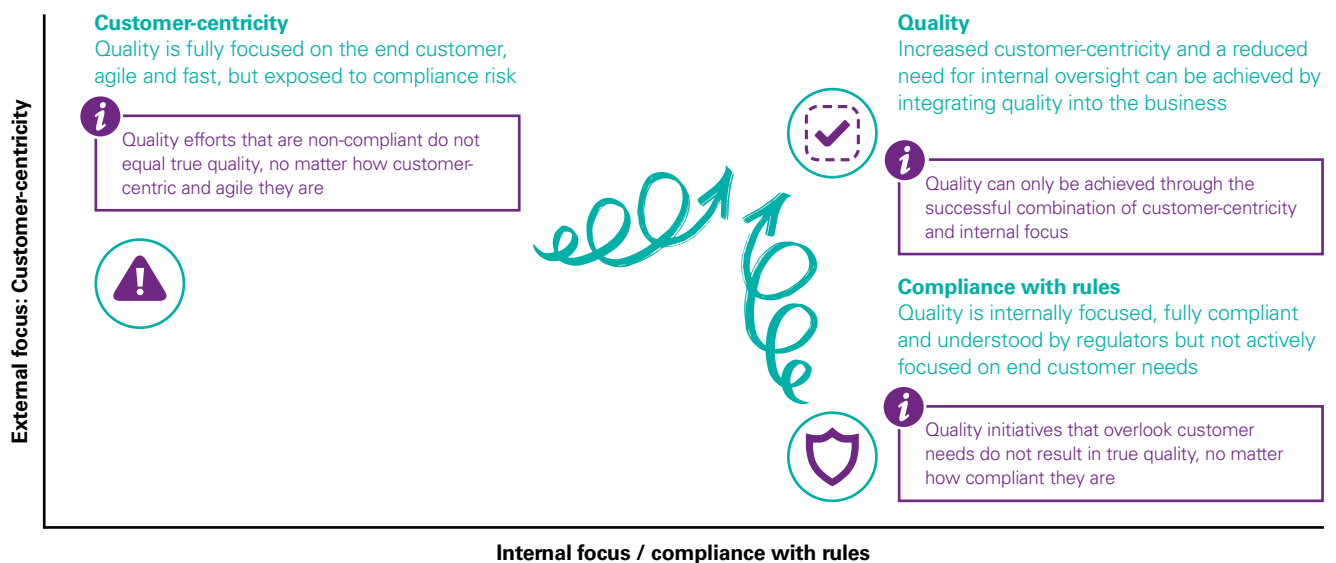 Customer-centricity
Quality is fully focused on the end customer,
agile and fast, but exposed to compliance risk
i
Quality efforts that are non-compliant do not
equal true quality, no matter how customer-
centric and agile they are
!
Quality
Increased customer-centricity and a reduced
need for internal oversight can be achieved by
integrating quality into the business
i
Quality can only be achieved through the
successful combination of customer-centricity
and internal focus
Compliance with rules
Quality is internally focused, fully compliant
and understood by regulators but not actively
focused on end customer needs
i
Quality initiatives that overlook customer
needs do not result in true quality, no matter
how compliant they are
External focus: Customer-centricity
Internal focus / compliance with rules